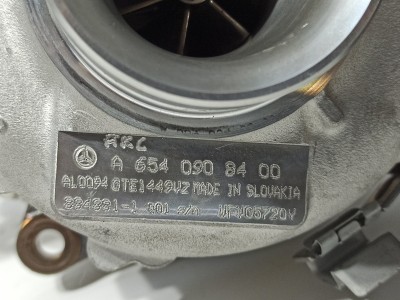 ARC
A 654 090 84 00
AL0094 GTE1449VZ MADE IN SLOVAKIA
S/N